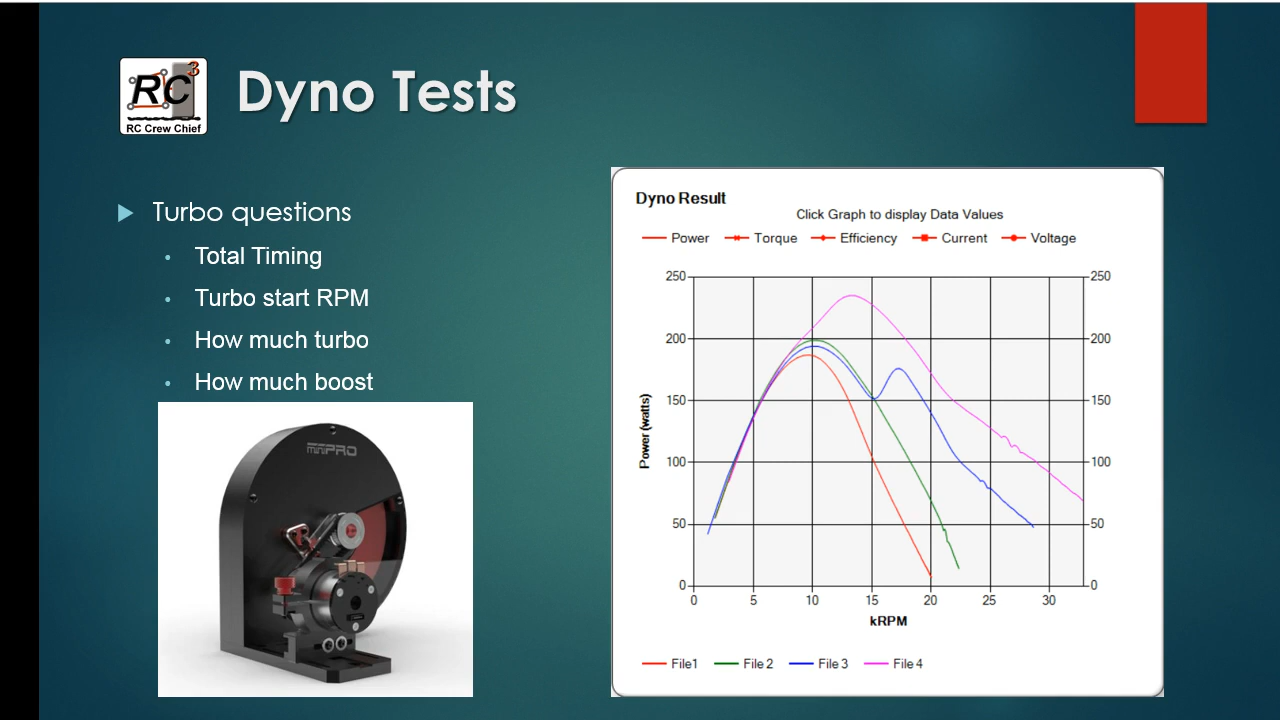 RC3
RC Crew Chief
Dyno Tests
Turbo questions
Total Timing
Turbo start RPM
How much turbo
How much boost
miniPRO
Dyno Result
Click Graph to display Data Values
Power Torque Efficiency Current Voltage
250 250
200 200
150 150
100 100
50 50
0 0
Power (watts)
0 5 10 15 20 25 30
kRPM
File1 File 2 File 3 File 4